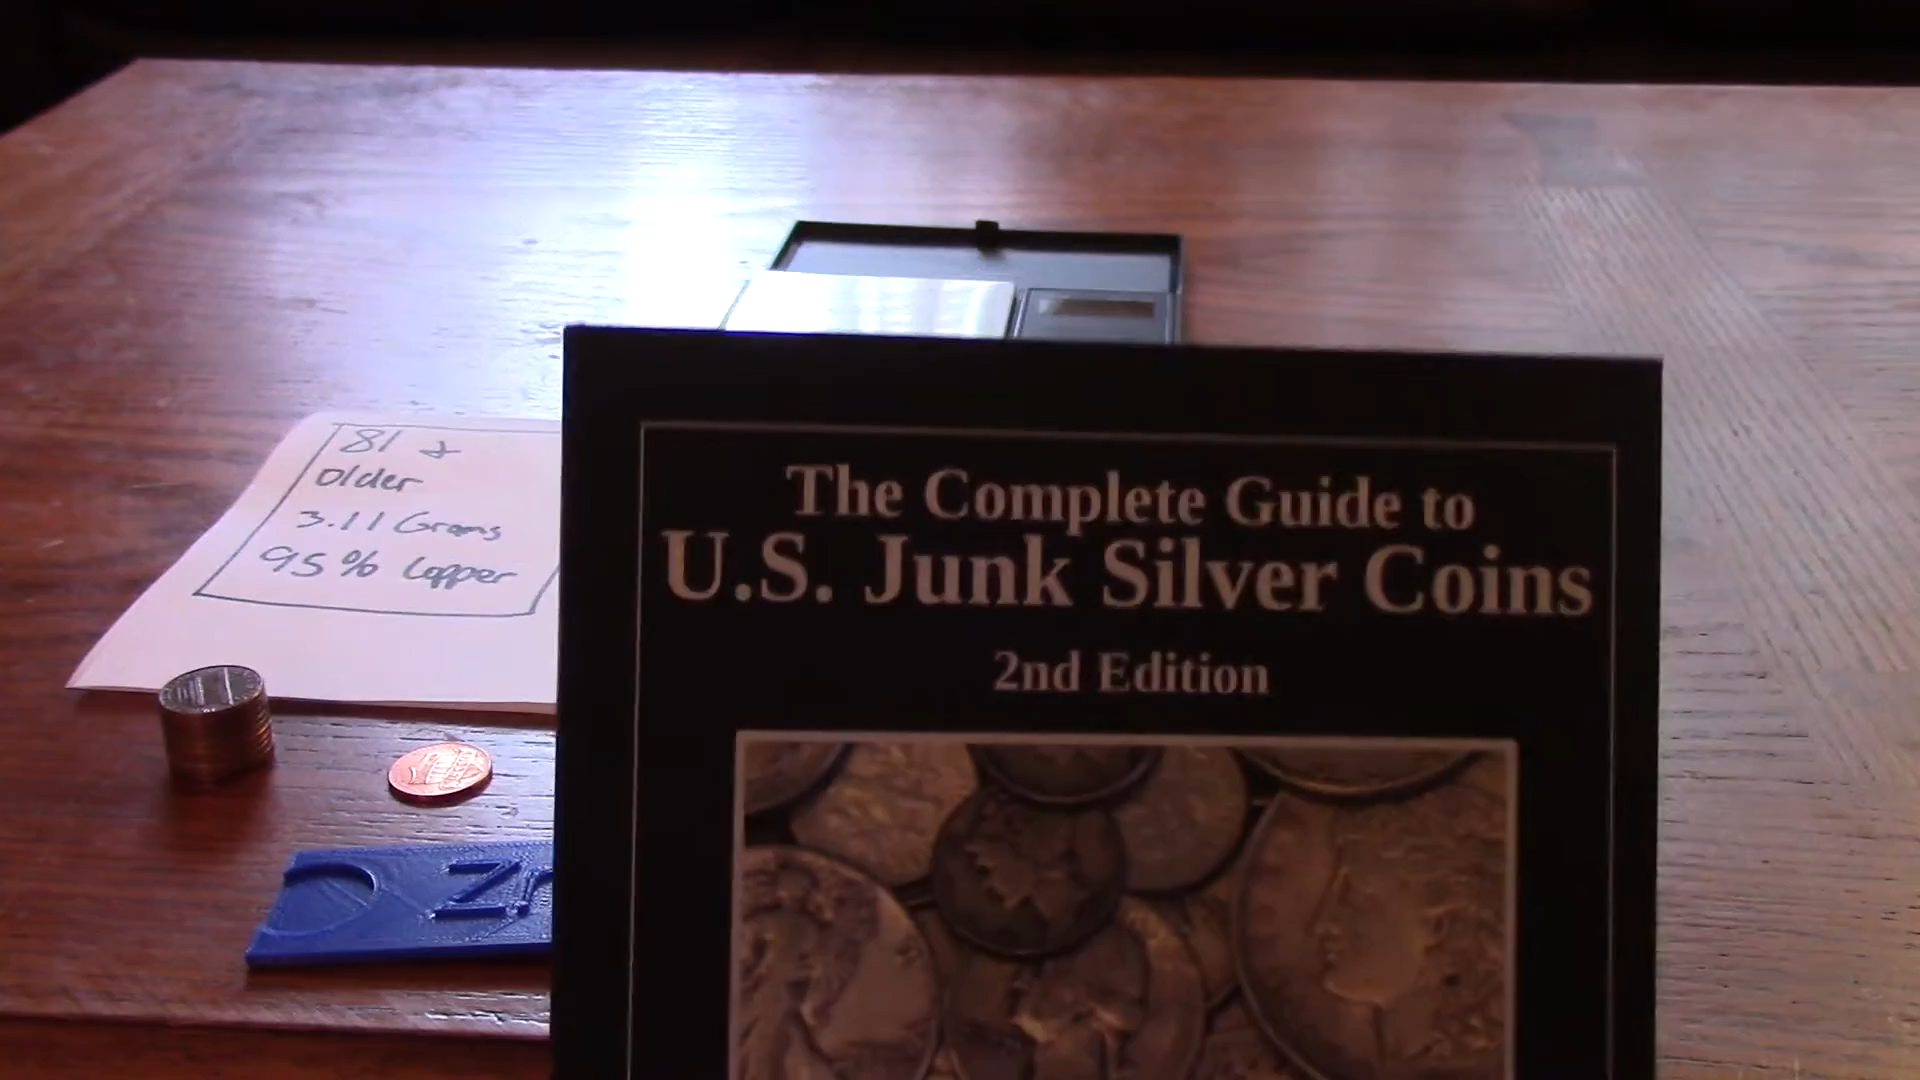 81 &
Older
3.11 Grams
95% Copper
The Complete Guide to
U.S. Junk Silver Coins
2nd Edition